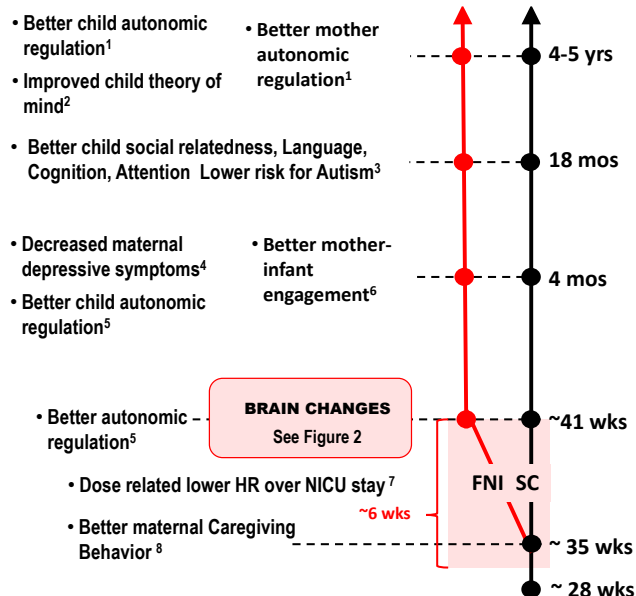 • Better child autonomic
regulation¹
• Improved child theory of
mind²
• Better mother
autonomic
regulation¹
4-5 yrs
• Better child social relatedness, Language,
Cognition, Attention  Lower risk for Autism³
18 mos
• Decreased maternal
depressive symptoms⁴
• Better child autonomic
regulation⁵
• Better mother-
infant
engagement⁶
4 mos
• Better autonomic
regulation⁵
BRAIN CHANGES
See Figure 2
~41 wks
• Dose related lower HR over NICU stay ⁷
~6 wks
FNI SC
• Better maternal Caregiving
Behavior ⁸
~ 35 wks
~ 28 wks